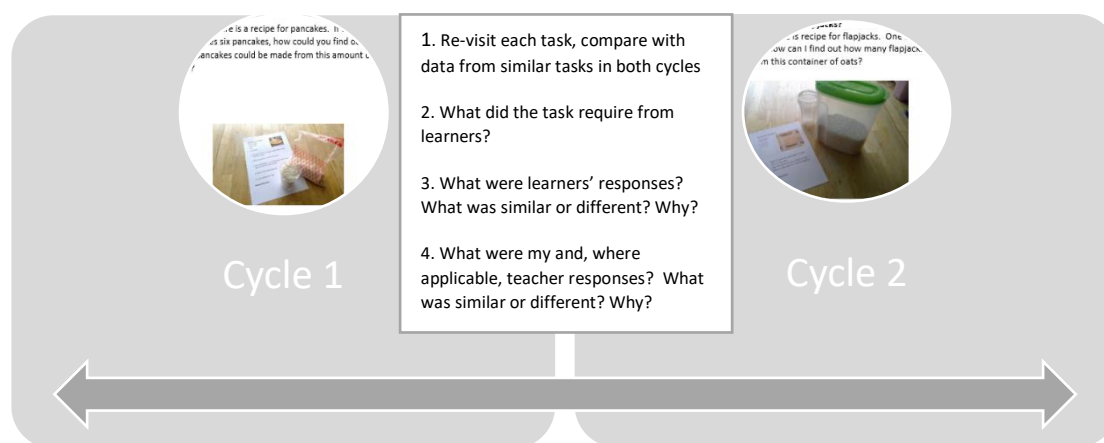 re is a recipe for pancakes.
es six pancakes, how could you find
ancakes could be made from this amount
1. Re-visit each task, compare with
data from similar tasks in both cycles
2. What did the task require from
learners?
3. What were learners’ responses?
What was similar or different? Why?
4. What were my and, where
applicable, teacher responses? What
was similar or different? Why?
is recipe for flapjacks. One
ow can I find out how many flapjack
m this container of oats?
Cycle 1
Cycle 2